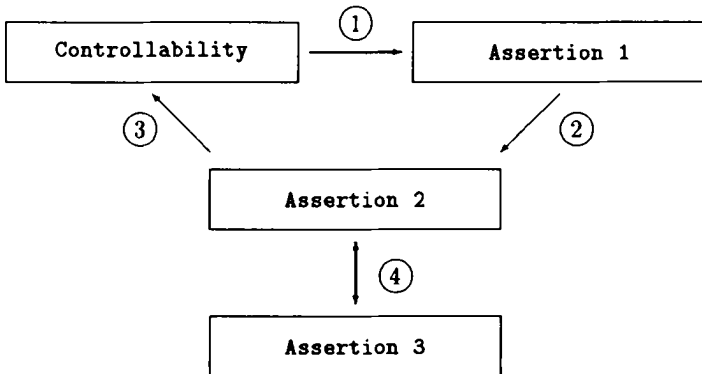 Controllability
1
Assertion 1
3
2
Assertion 2
4
Assertion 3